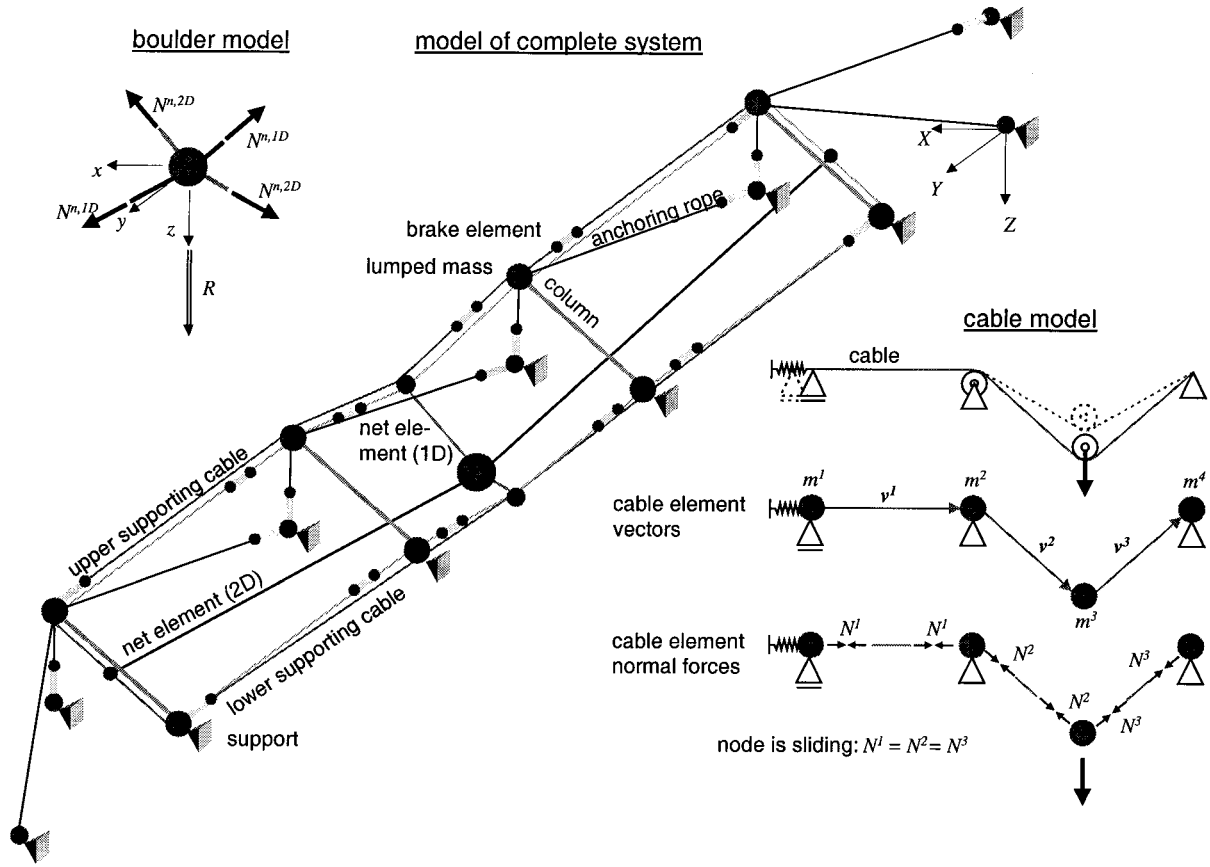 boulder model
N^{n,2D}
N^{n,1D}
x
N^{n,1D}
y
z
N^{n,2D}
R
model of complete system
X
Y
Z
brake element
lumped mass
anchoring rope
column
net ele-
ment (1D)
upper supporting cable
net element (2D)
lower supporting cable
support
cable model
cable
cable element
vectors
m^1
v^1
m^2
v^2
v^3
m^4
m^3
cable element
normal forces
N^1
N^1
N^2
N^2
N^3
N^3
node is sliding: N^1 = N^2 = N^3